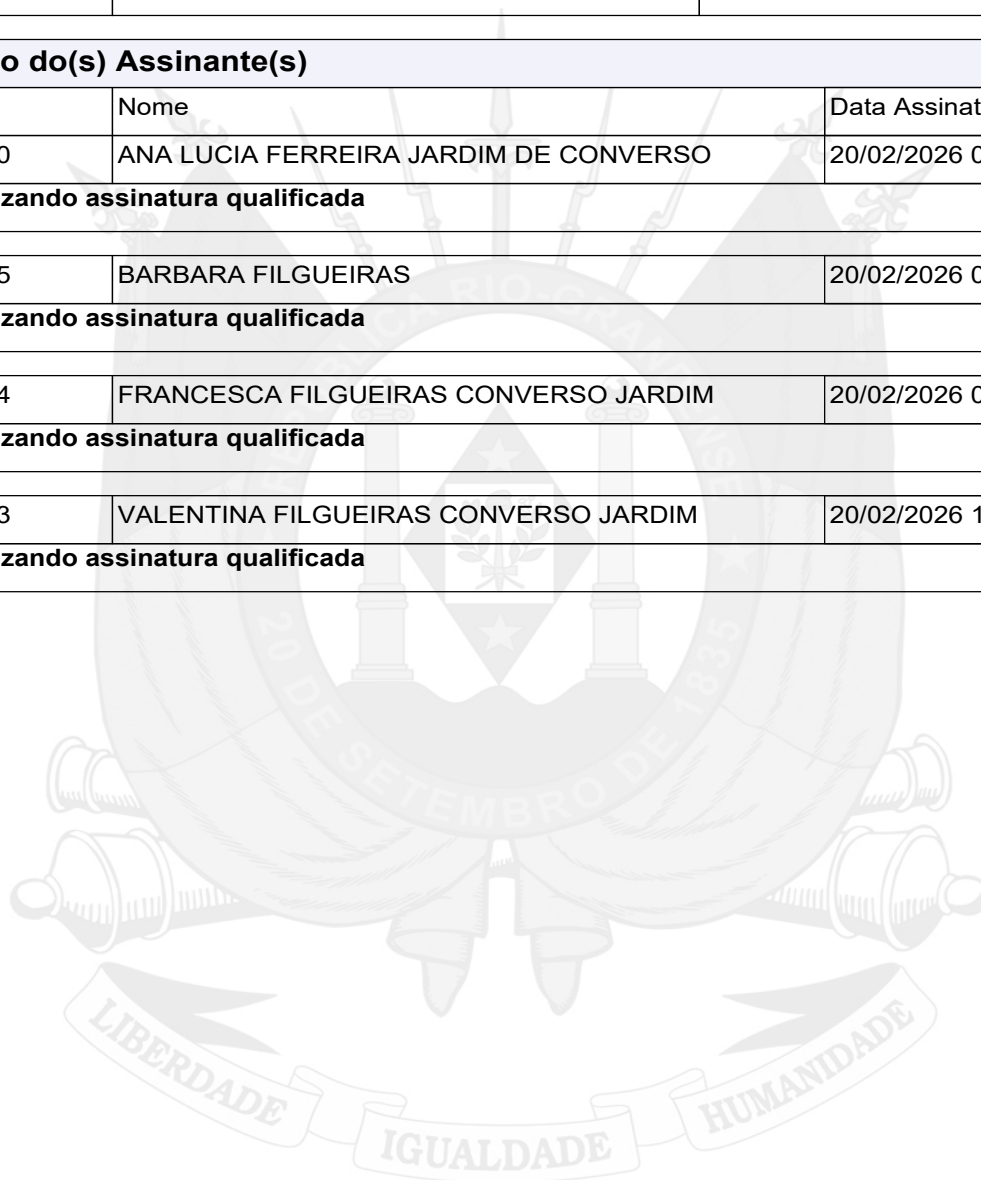 o do(s) Assinante(s)
Nome Data Assinat
0 ANA LUCIA FERREIRA JARDIM DE CONVERSO 20/02/2026 0
zando assinatura qualificada
5 BARBARA FILGUEIRAS 20/02/2026 0
zando assinatura qualificada
4 FRANCESCA FILGUEIRAS CONVERSO JARDIM 20/02/2026 0
zando assinatura qualificada
3 VALENTINA FILGUEIRAS CONVERSO JARDIM 20/02/2026 1
zando assinatura qualificada
REPÚBLICA RIO-GRANDENSE
20 DE SETEMBRO DE 1835
LIBERDADE
IGUALDADE
HUMANIDADE